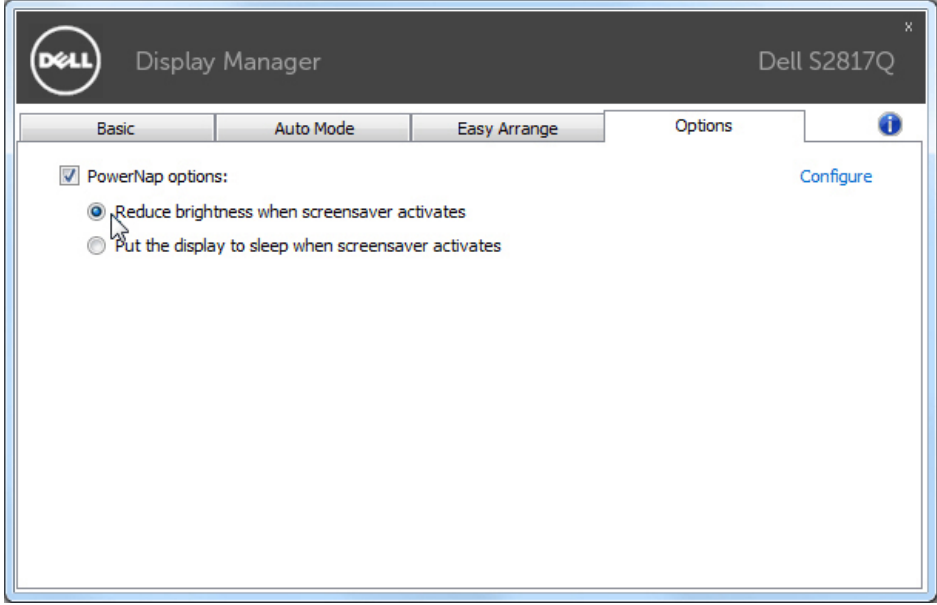 DELL
Display Manager
Dell S2817Q
x
Basic
Auto Mode
Easy Arrange
Options
i
PowerNap options:
Configure
Reduce brightness when screensaver activates
Put the display to sleep when screensaver activates